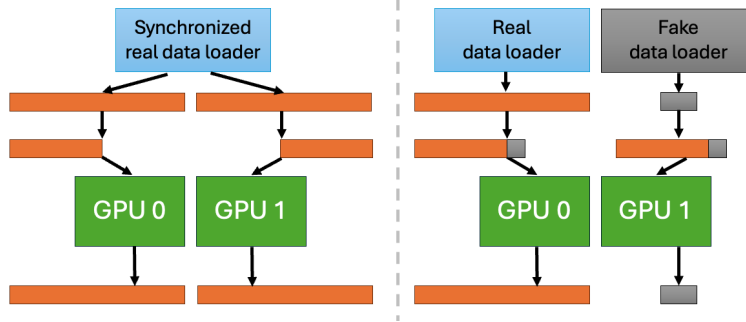 Synchronized
real data loader
Real
data loader
Fake
data loader
GPU 0
GPU 1
GPU 0
GPU 1